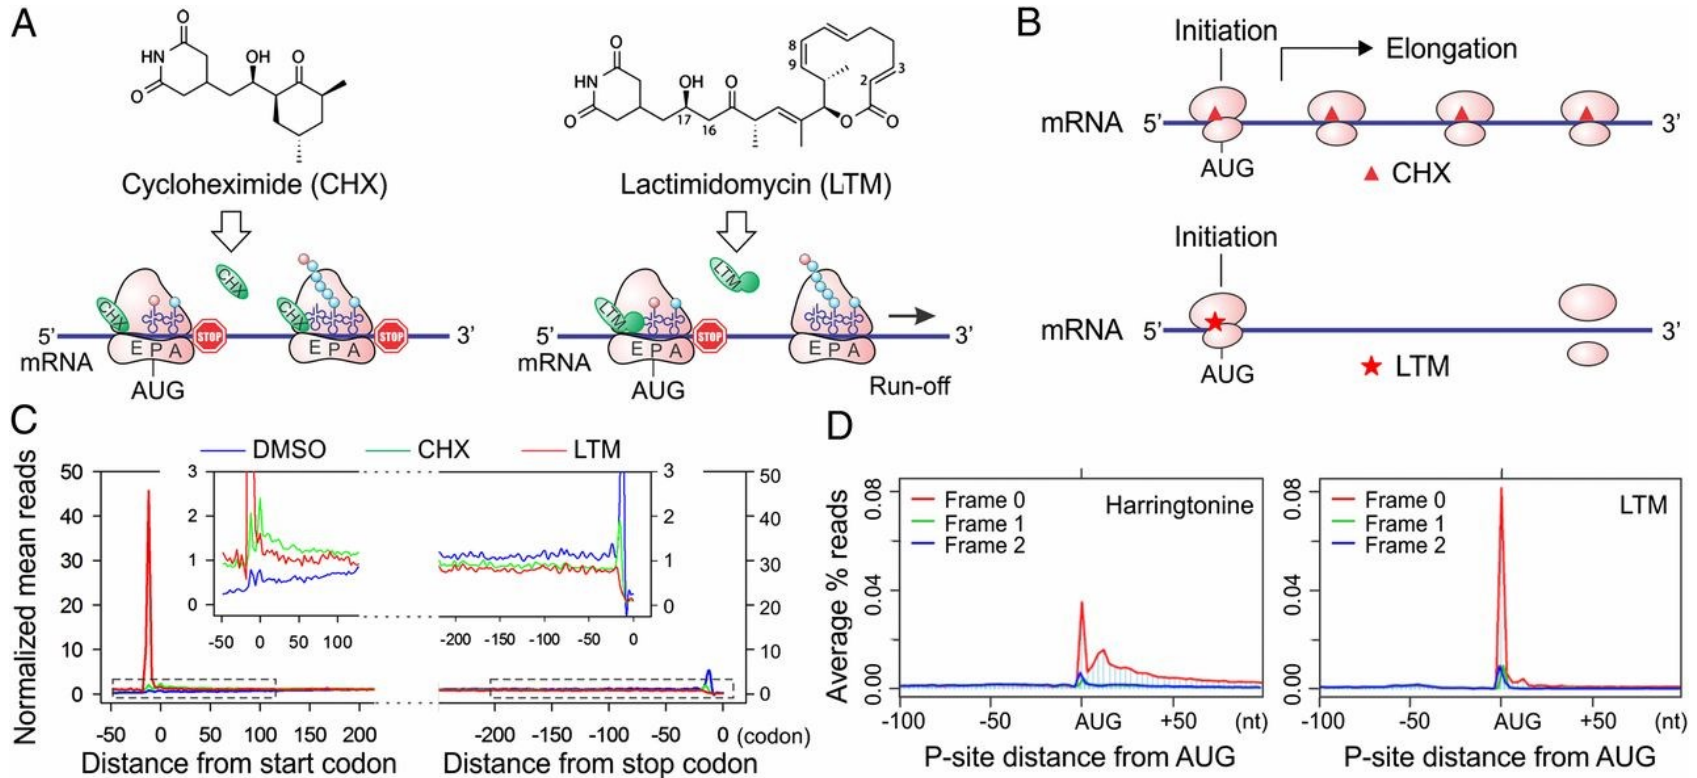 A
O
HN
O
OH
O
Cycloheximide (CHX)
CHX
CHX
CHX
5’
STOP
STOP
3’
E P A
E P A
mRNA
AUG
O
HN
O
OH
17
16
O
8
9
2
3
O
O
Lactimidomycin (LTM)
LTM
LTM
5’
STOP
3’
E P A
E P A
mRNA
AUG
Run-off
B
Initiation
Elongation
mRNA 5’ 3’
AUG
CHX
Initiation
mRNA 5’ 3’
AUG
LTM
C
DMSO CHX LTM
Normalized mean reads
50
40
30
20
10
0
3
2
1
0
-50 0 50 100
3
2
1
0
-200 -150 -100 -50 0
50
40
30
20
10
0
-50 0 50 100 150 200
-200 -150 -100 -50 0 (codon)
Distance from start codon
Distance from stop codon
D
Average % reads
0.08
0.04
0.00
Frame 0
Frame 1
Frame 2
Harringtonine
-100 -50 AUG +50 (nt)
P-site distance from AUG
0.08
0.04
0.00
Frame 0
Frame 1
Frame 2
LTM
-100 -50 AUG +50 (nt)
P-site distance from AUG